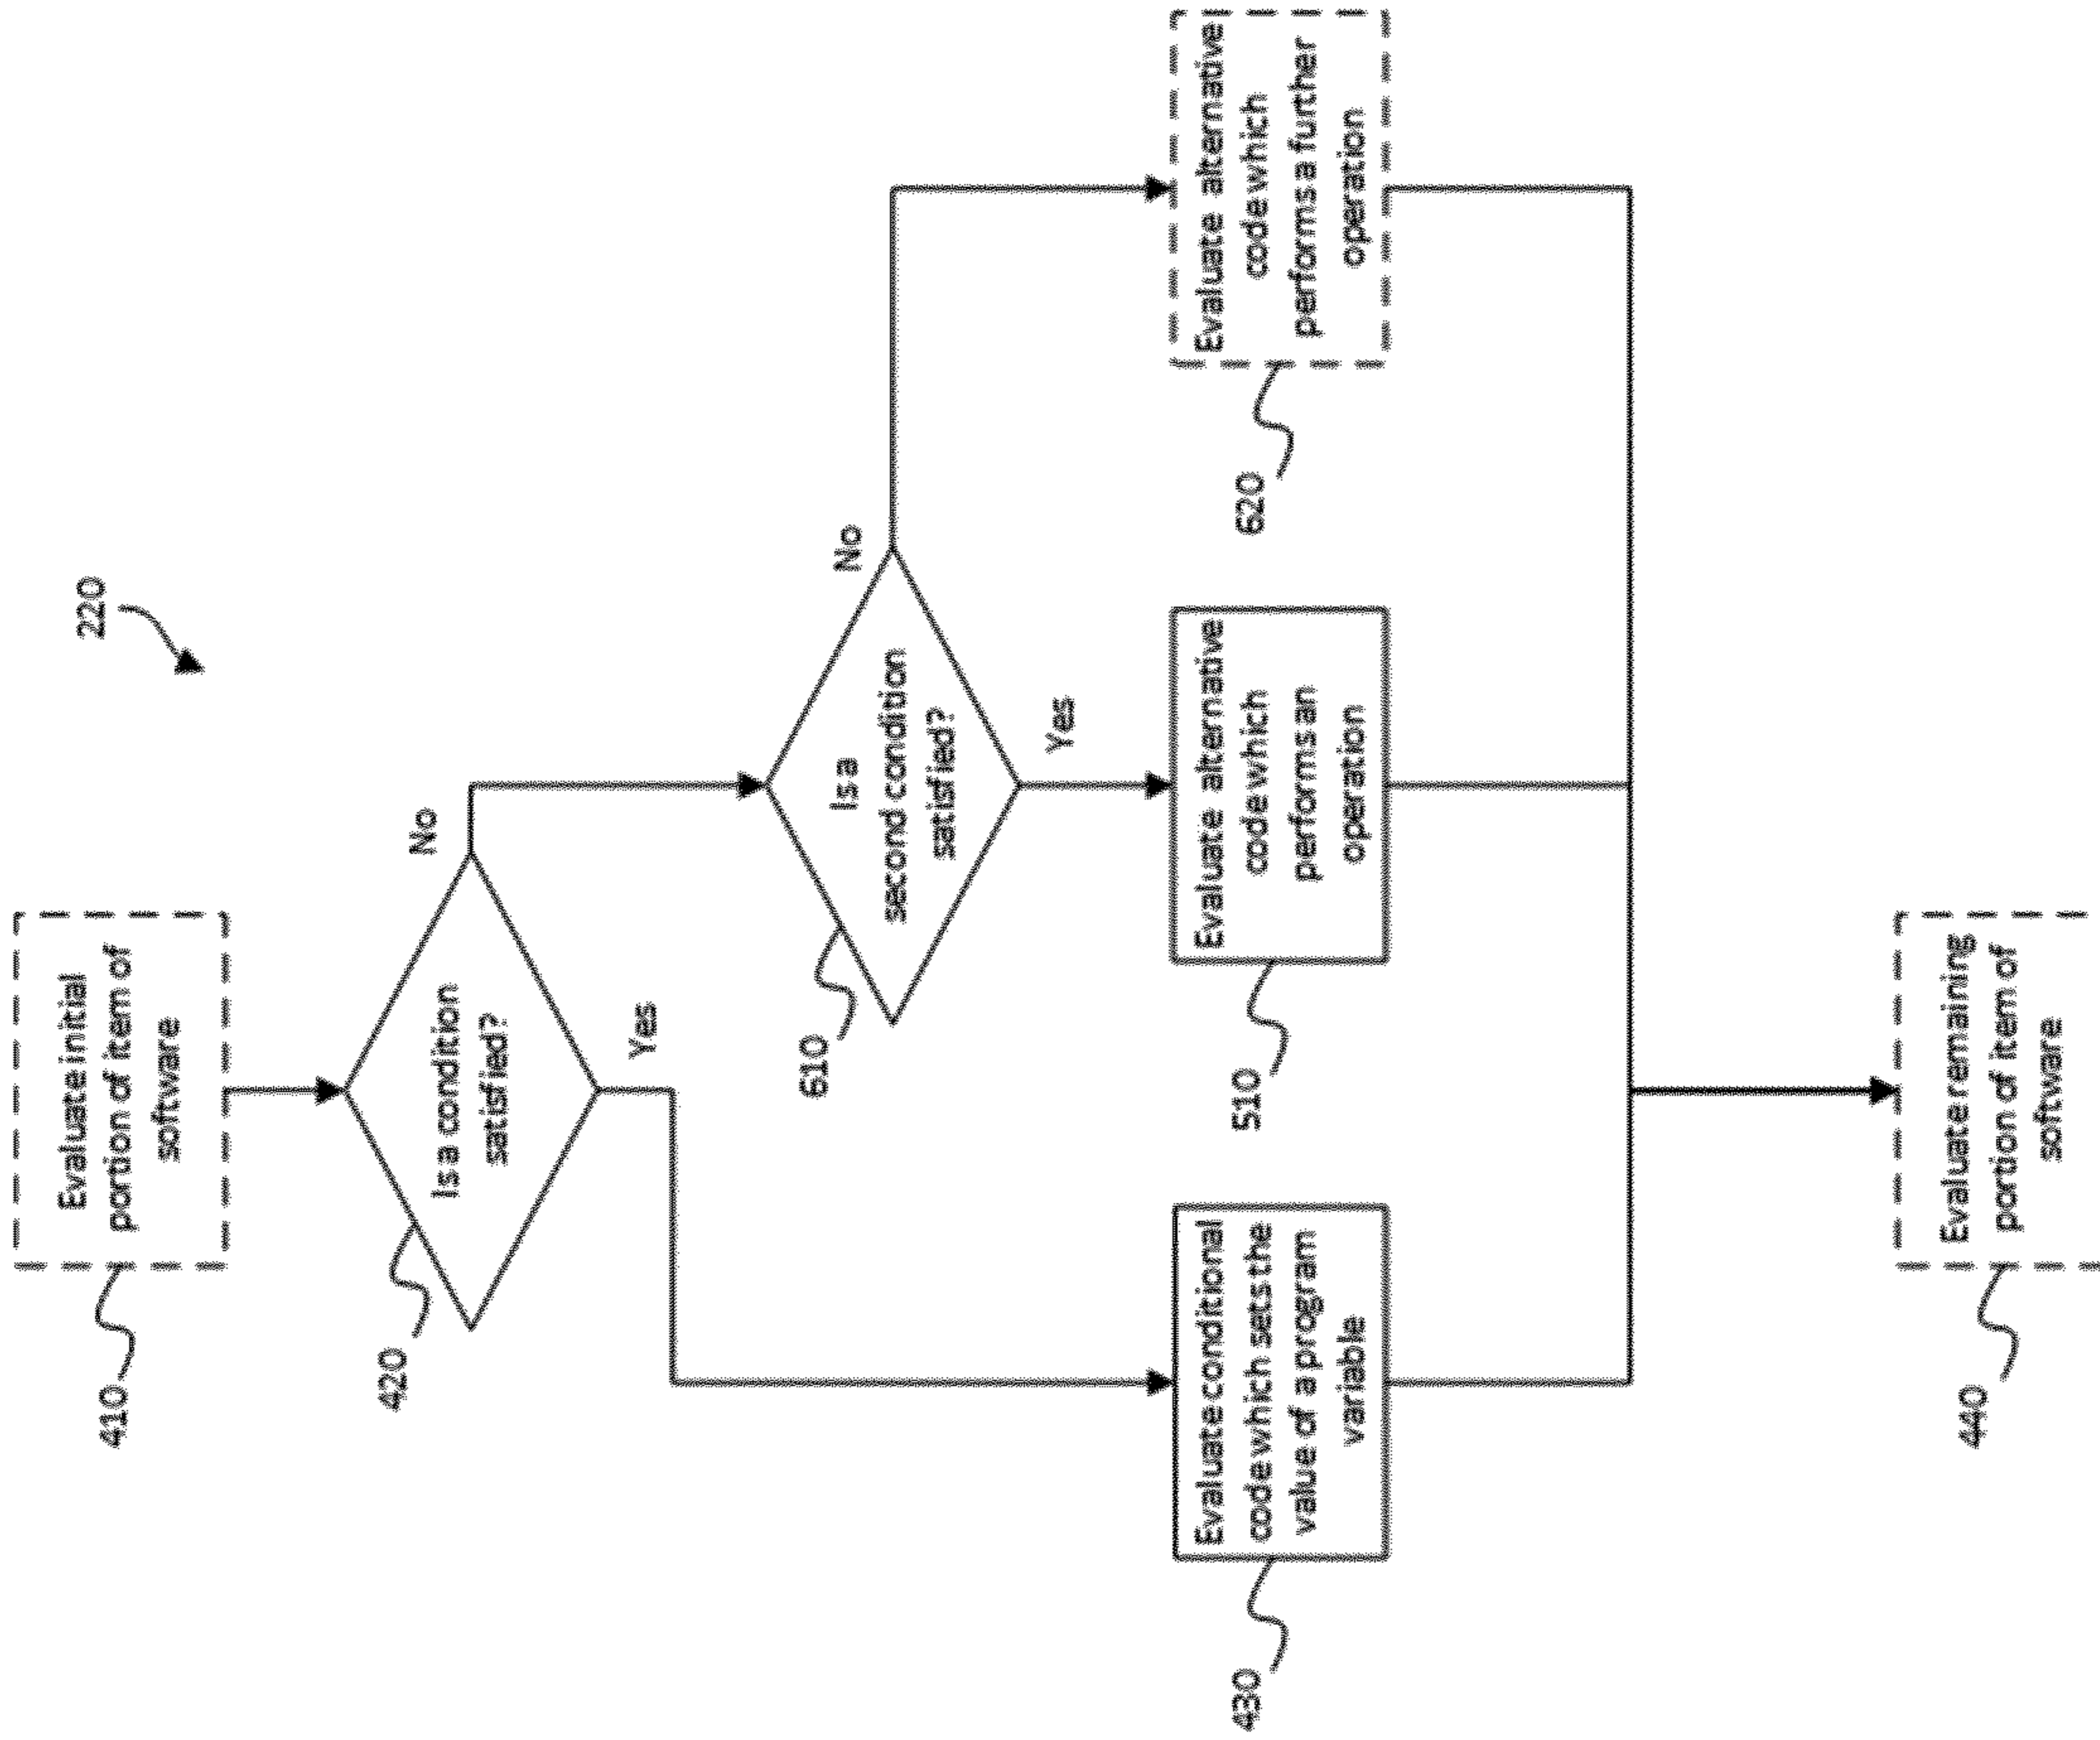 220
410
Evaluate initial
portion of item of
software
420
Is a condition
satisfied?
No
Yes
610
Is a
second condition
satisfied?
No
Yes
430
Evaluate conditional
code which sets the
value of a program
variable
510
Evaluate alternative
code which
performs an
operation
620
Evaluate alternative
code which
performs a further
operation
440
Evaluate remaining
portion of item of
software